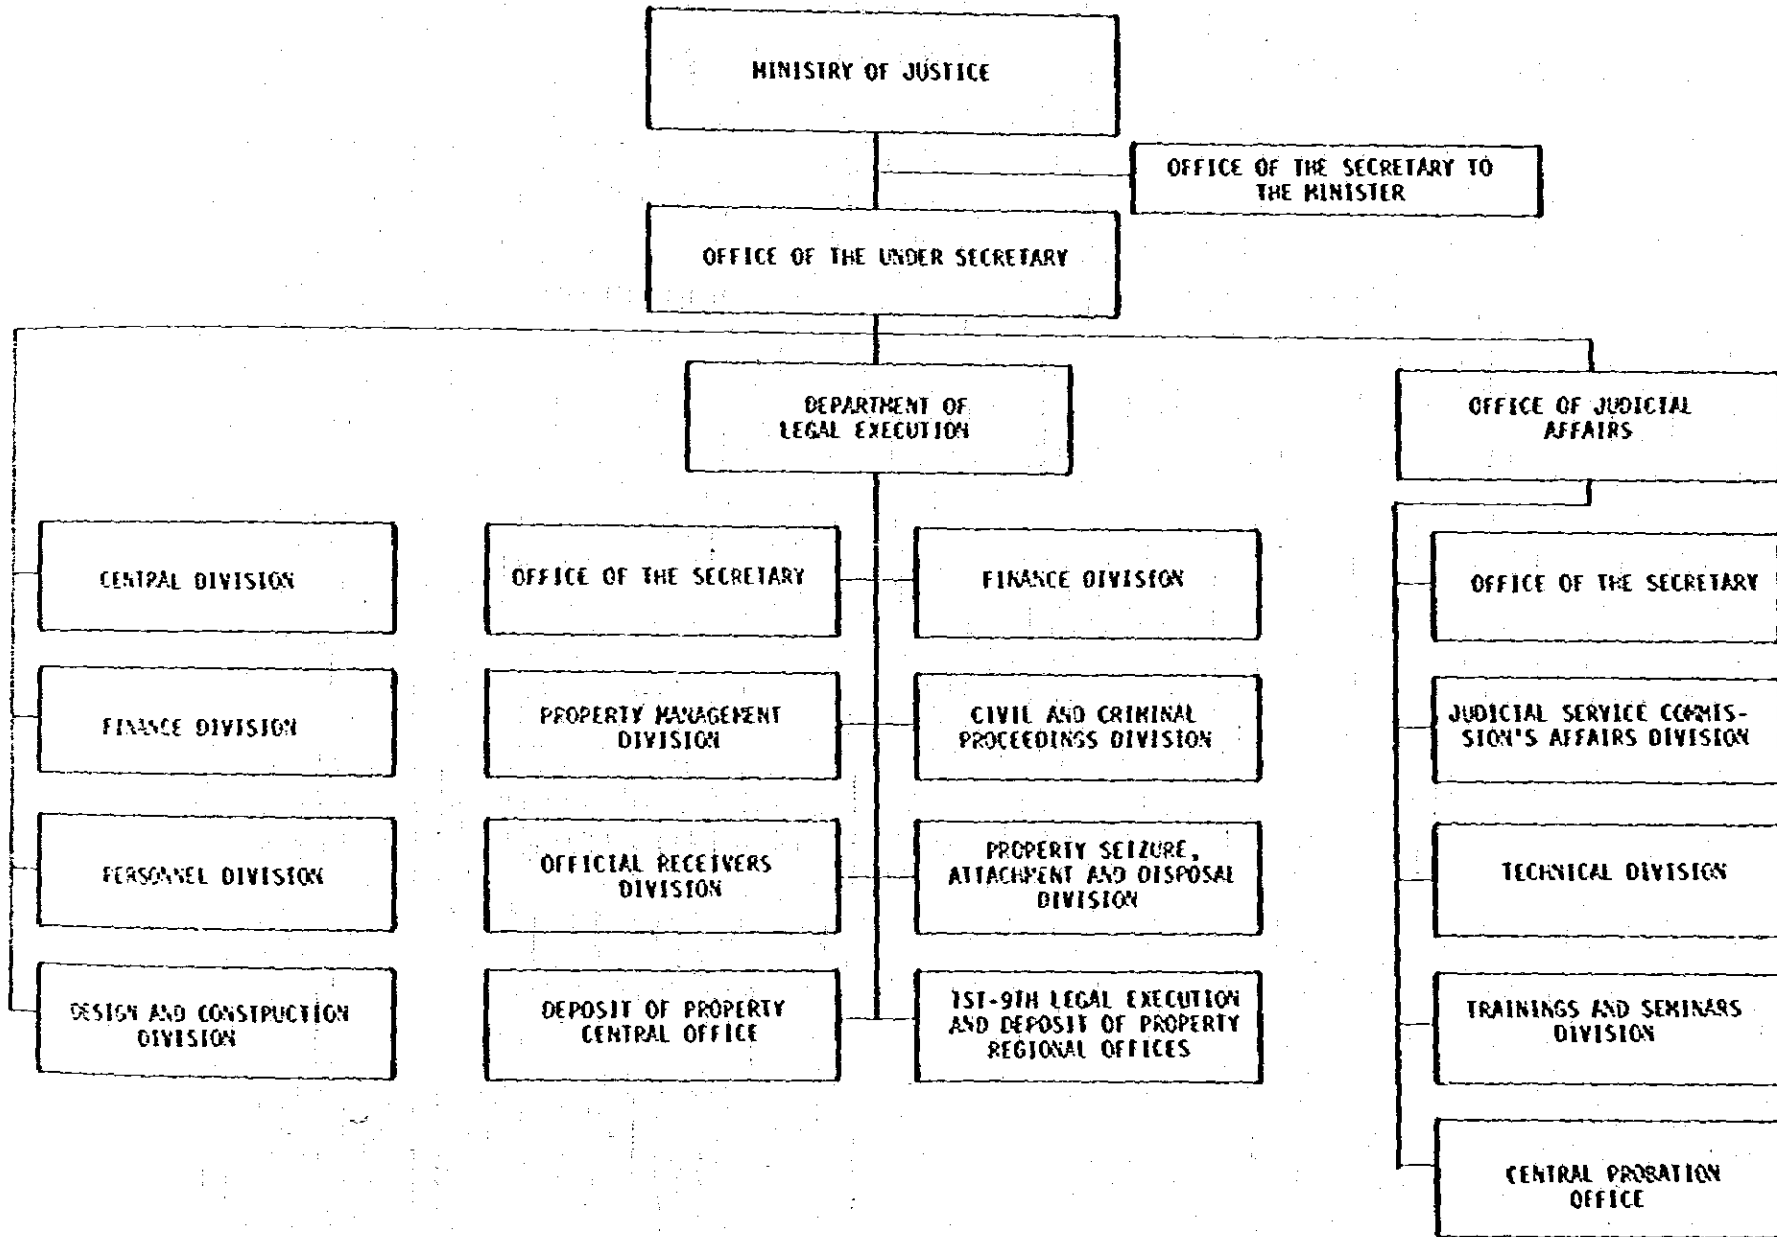 MINISTRY OF JUSTICE
OFFICE OF THE SECRETARY TO
THE MINISTER
OFFICE OF THE UNDER SECRETARY
DEPARTMENT OF
LEGAL EXECUTION
OFFICE OF JUDICIAL
AFFAIRS
CENTRAL DIVISION
FINANCE DIVISION
PERSONNEL DIVISION
DESIGN AND CONSTRUCTION
DIVISION
OFFICE OF THE SECRETARY
PROPERTY MANAGEMENT
DIVISION
OFFICIAL RECEIVERS
DIVISION
DEPOSIT OF PROPERTY
CENTRAL OFFICE
FINANCE DIVISION
CIVIL AND CRIMINAL
PROCEEDINGS DIVISION
PROPERTY SEIZURE,
ATTACHMENT AND DISPOSAL
DIVISION
1ST-9TH LEGAL EXECUTION
AND DEPOSIT OF PROPERTY
REGIONAL OFFICES
OFFICE OF THE SECRETARY
JUDICIAL SERVICE COMMIS-
SION'S AFFAIRS DIVISION
TECHNICAL DIVISION
TRAININGS AND SEMINARS
DIVISION
CENTRAL PROBATION
OFFICE